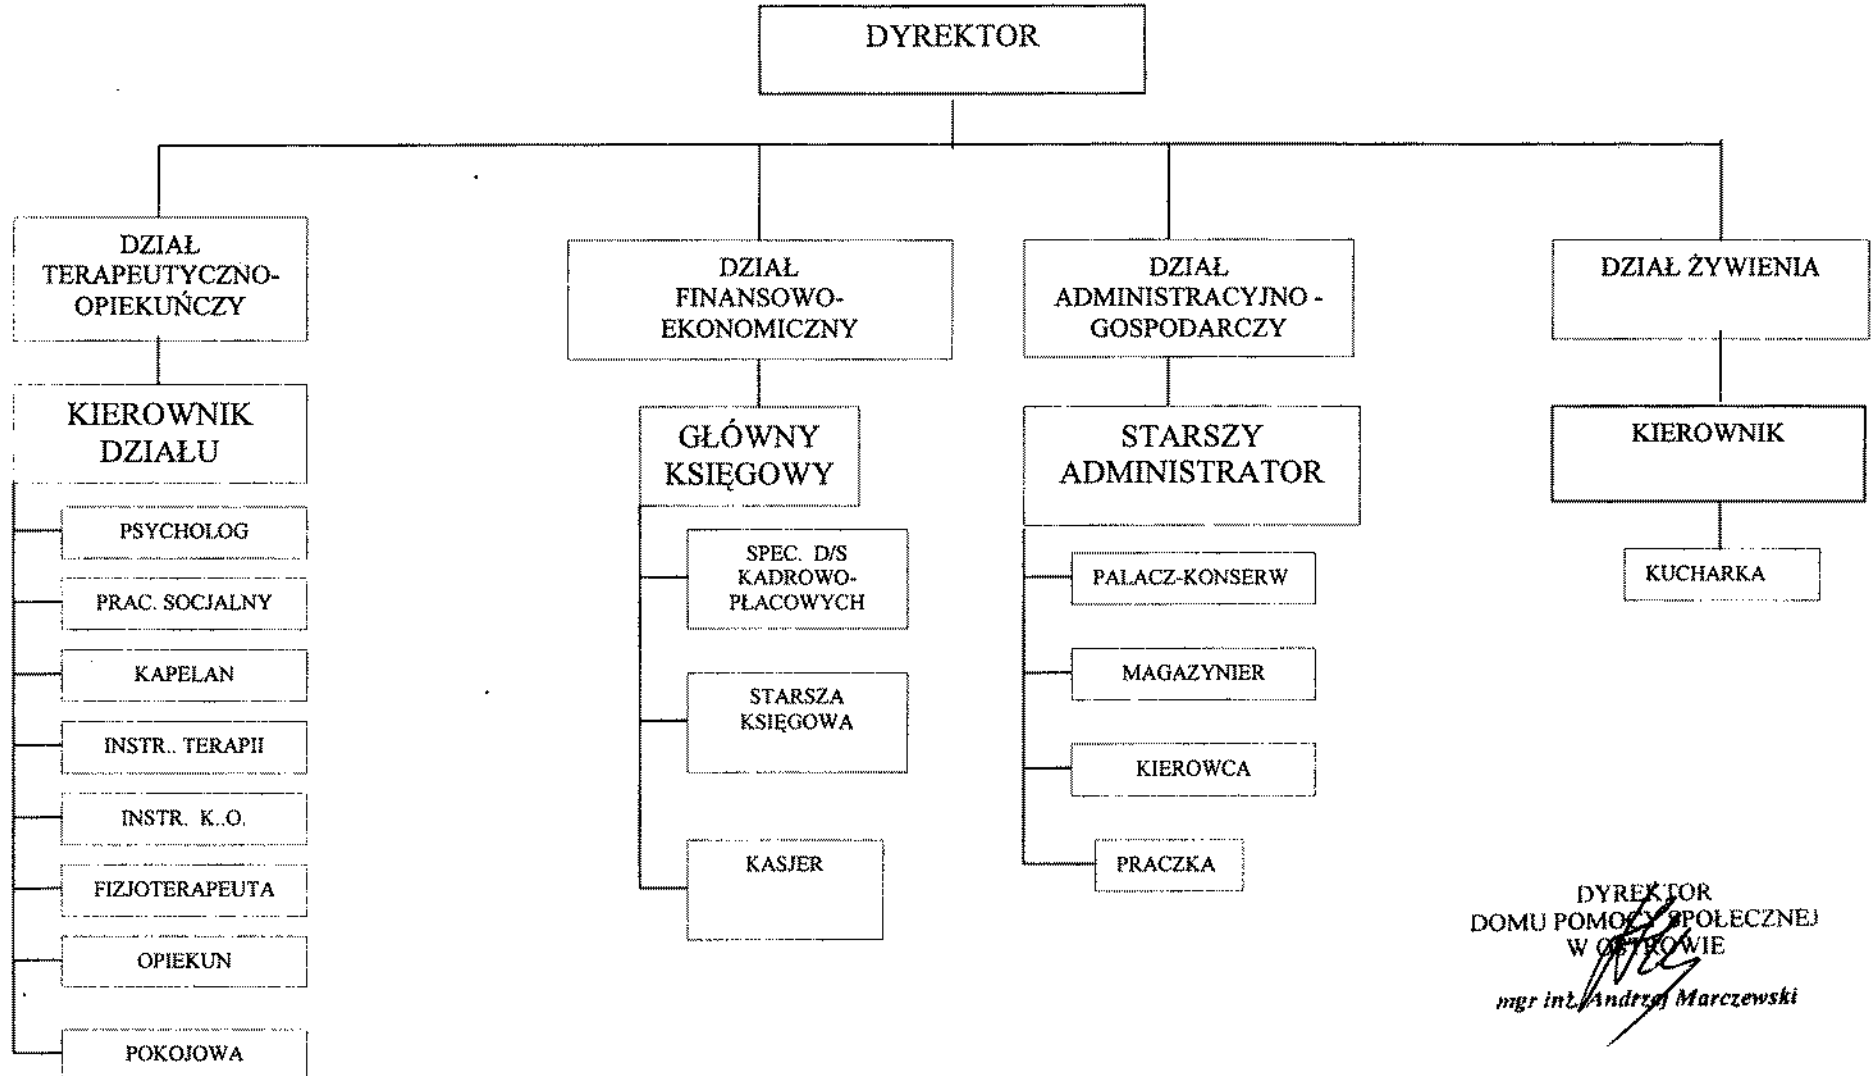 DYREKTOR
DZIAŁ
TERAPEUTYCZNO-
OPIEKUŃCZY
KIEROWNIK
DZIAŁU
PSYCHOLOG
PRAC. SOCJALNY
KAPELAN
INSTR.. TERAPII
INSTR. K..O.
FIZJOTERAPEUTA
OPIEKUN
POKOJOWA
DZIAŁ
FINANSOWO-
EKONOMICZNY
GŁÓWNY
KSIĘGOWY
SPEC. D/S
KADROWO-
PŁACOWYCH
STARSZA
KSIĘGOWA
KASJER
DZIAŁ
ADMINISTRACYJNO -
GOSPODARCZY
STARSZY
ADMINISTRATOR
PALACZ-KONSERW
MAGAZYNIER
KIEROWCA
PRACZKA
DZIAŁ ŻYWIENIA
KIEROWNIK
KUCHARKA
DYREKTOR
DOMU POMOCY SPOŁECZNEJ
W OSTROWIE
mgr inż. Andrzej Marczewski